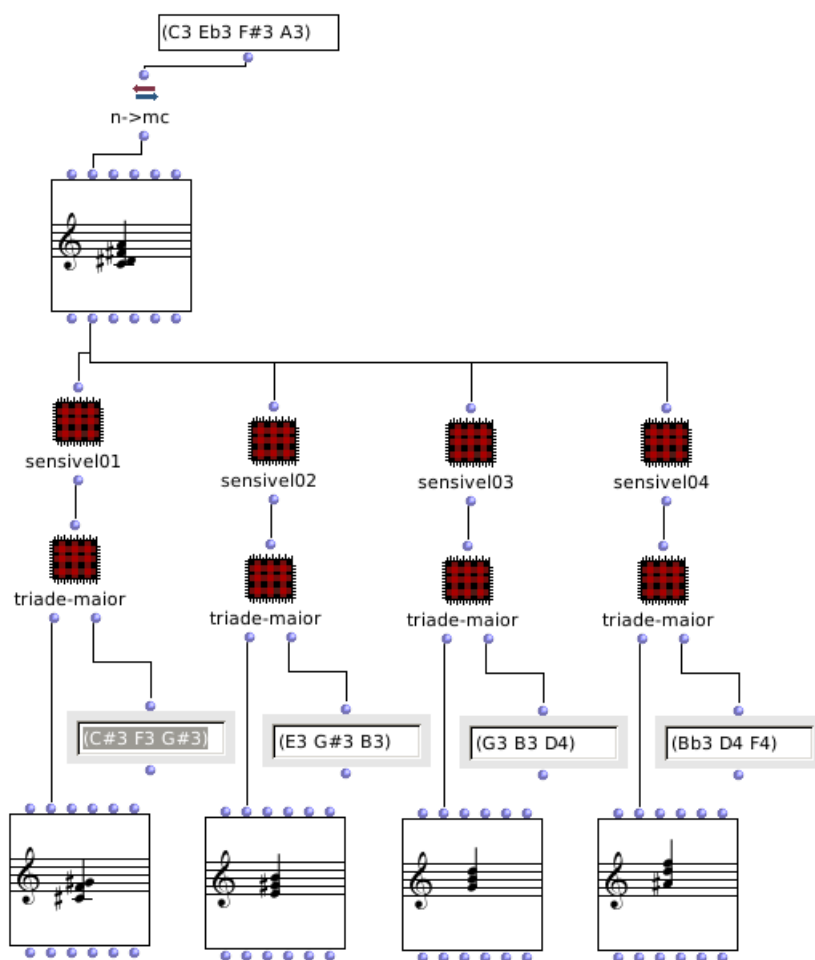 (C3 Eb3 F#3 A3)
n->mc
sensivel01
sensivel02
sensivel03
sensivel04
triade-maior
triade-maior
triade-maior
triade-maior
(C#3 F3 G#3)
(E3 G#3 B3)
(G3 B3 D4)
(Bb3 D4 F4)